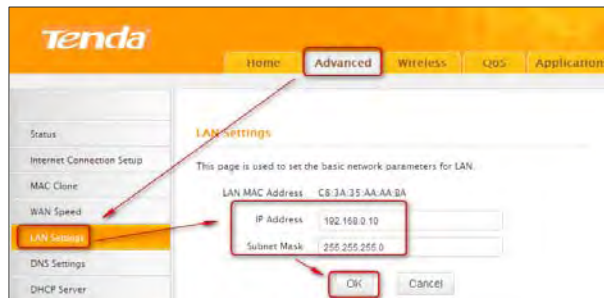 Tenda
Home Advanced Wireless QoS Application
Status
Internet Connection Setup
MAC Clone
WAN Speed
LAN Settings
DNS Settings
DHCP Server
LAN Settings
This page is used to set the basic network parameters for LAN.
LAN MAC Address C8:3A:35:AA:AA:BA
IP Address 192.168.0.10
Subnet Mask 255.255.255.0
OK Cancel